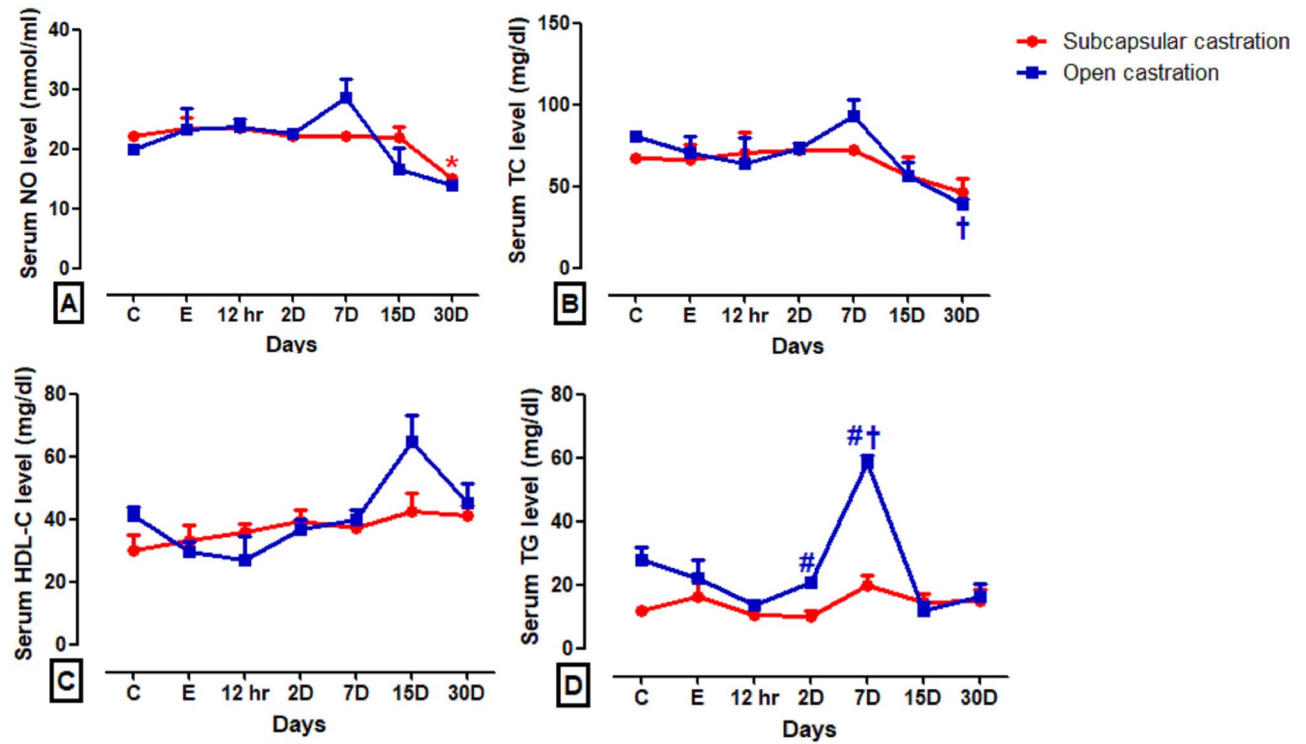 Serum NO level (nmol/ml)
40
30
20
10
0
*
A
C E 12 hr 2D 7D 15D 30D
Days
Serum TC level (mg/dl)
150
100
50
0
†
B
C E 12 hr 2D 7D 15D 30D
Days
Subcapsular castration
Open castration
Serum HDL-C level (mg/dl)
80
60
40
20
0
C
C E 12 hr 2D 7D 15D 30D
Days
Serum TG level (mg/dl)
80
60
40
20
0
#
#†
D
C E 12 hr 2D 7D 15D 30D
Days